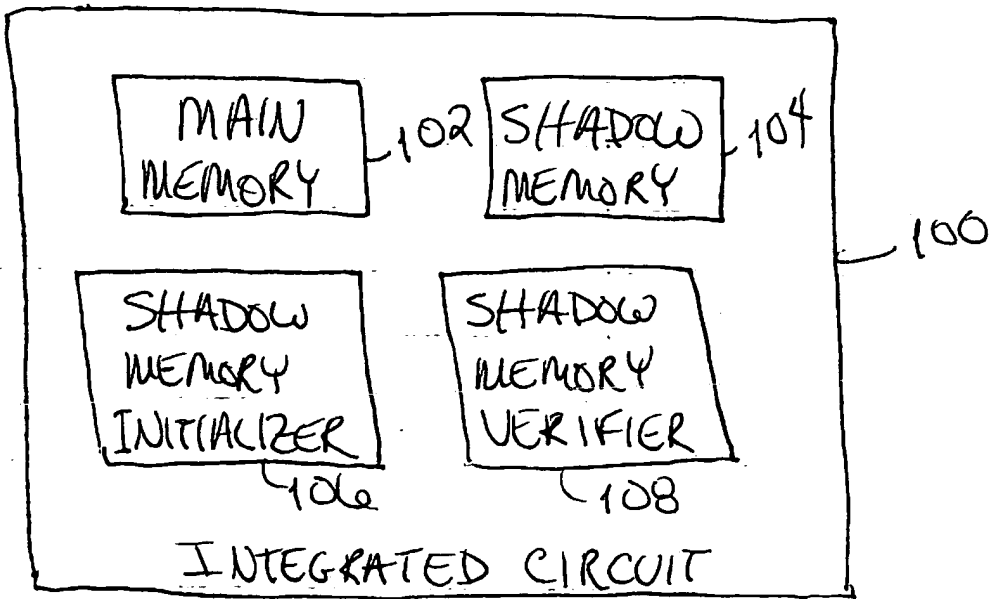 MAIN
MEMORY
102
SHADOW
MEMORY
104
100
SHADOW
MEMORY
INITIALIZER
106
SHADOW
MEMORY
VERIFIER
108
INTEGRATED CIRCUIT